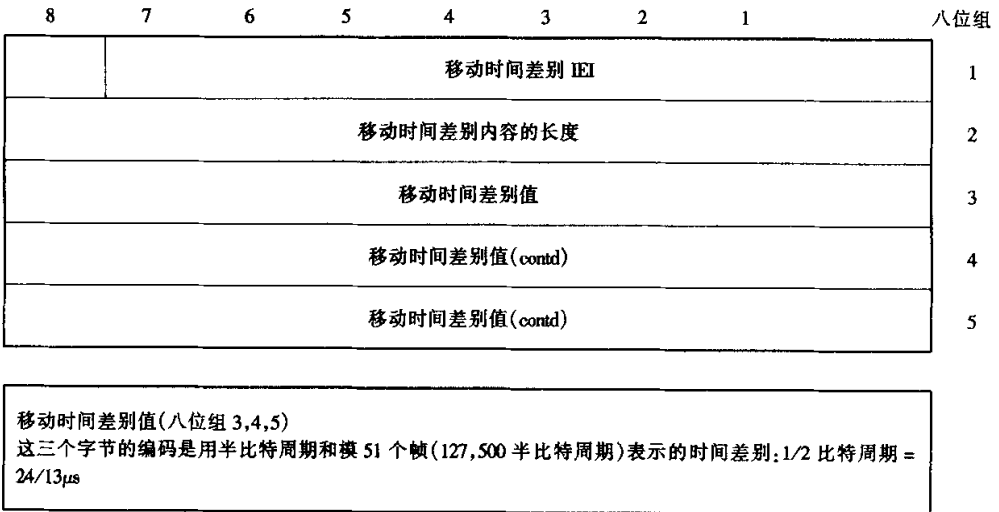 8 7 6 5 4 3 2 1 八位组
移动时间差别 IEI 1
移动时间差别内容的长度 2
移动时间差别值 3
移动时间差别值(contd) 4
移动时间差别值(contd) 5
移动时间差别值(八位组 3,4,5)
这三个字节的编码是用半比特周期和模 51 个帧(127,500 半比特周期)表示的时间差别:1/2 比特周期 =
24/13μs